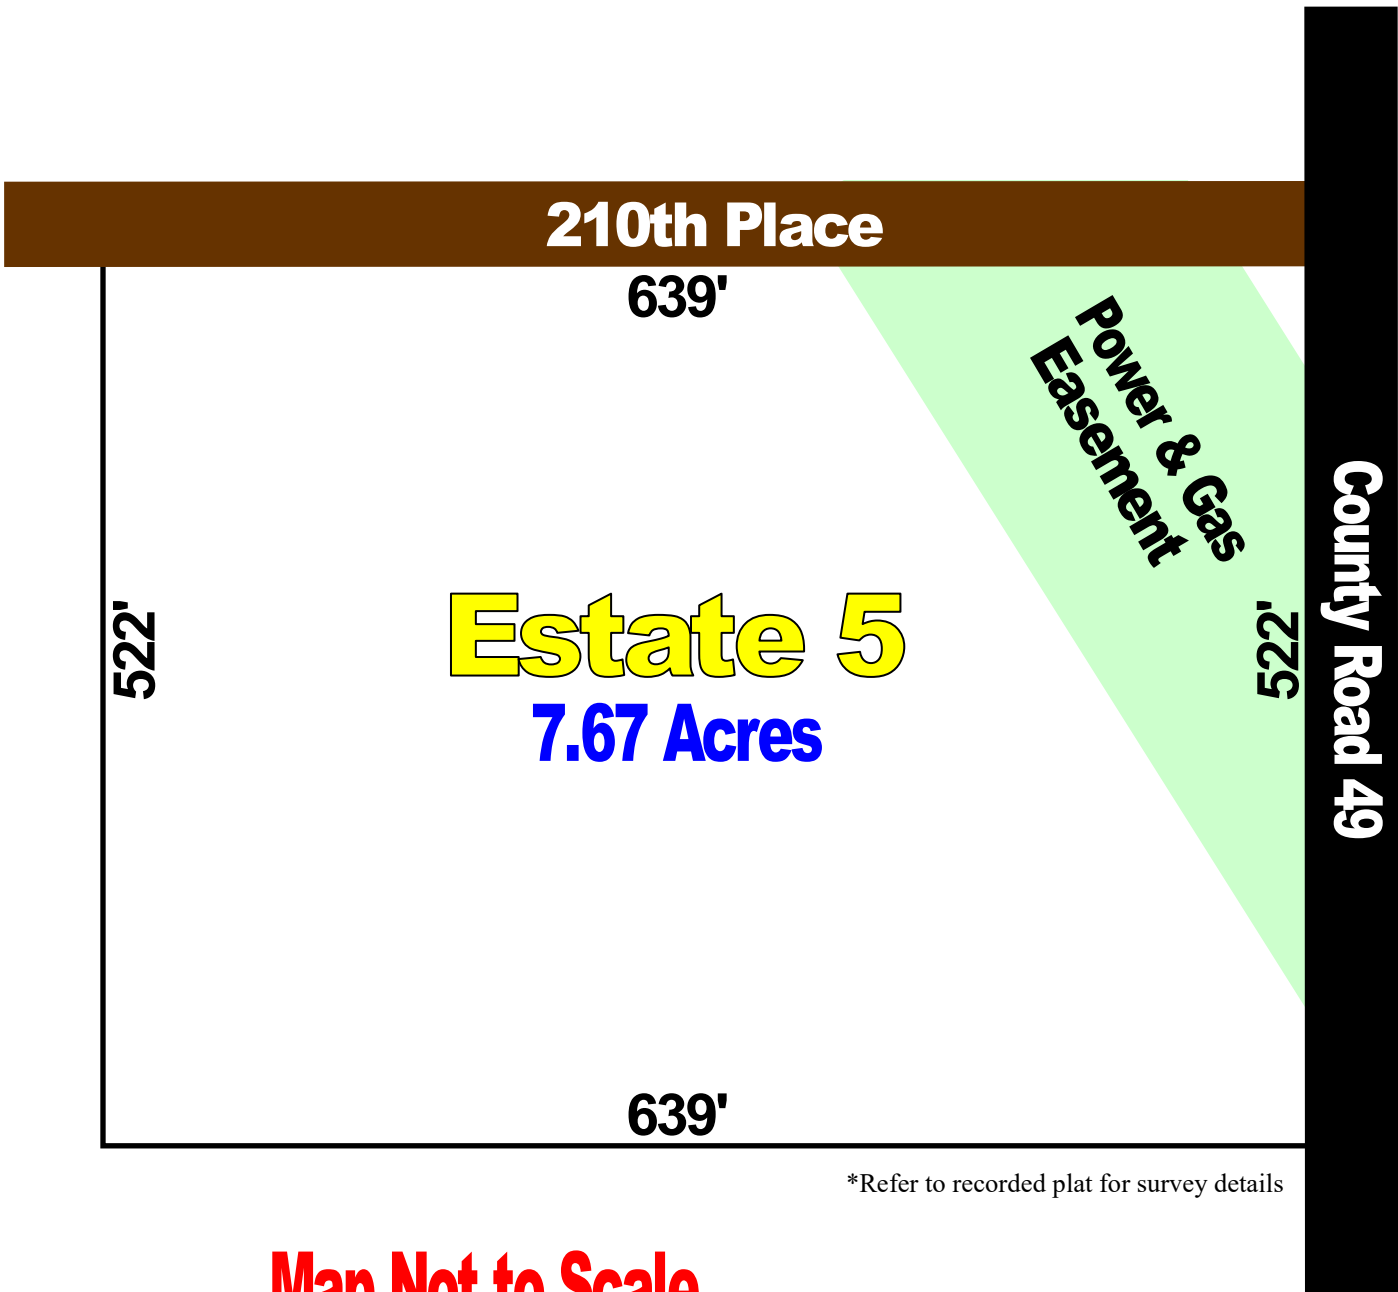 210th Place
639'
Power & Gas
Easement
522'
Estate 5
7.67 Acres
522'
County Road 49
639'
*Refer to recorded plat for survey details
Map Not to Scale